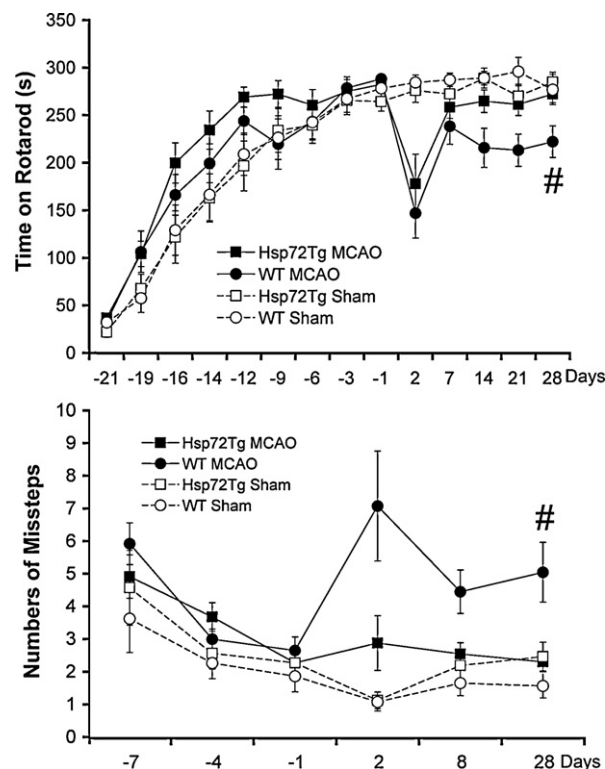 350
300
250
200
150
100
50
0
Time on Rotarod (s)
Hsp72Tg MCAO
WT MCAO
Hsp72Tg Sham
WT Sham
#
-21 -19 -16 -14 -12 -9 -6 -3 -1 2 7 14 21 28 Days
10
9
8
7
6
5
4
3
2
1
0
Numbers of Missteps
Hsp72Tg MCAO
WT MCAO
Hsp72Tg Sham
WT Sham
#
-7 -4 -1 2 8 28 Days